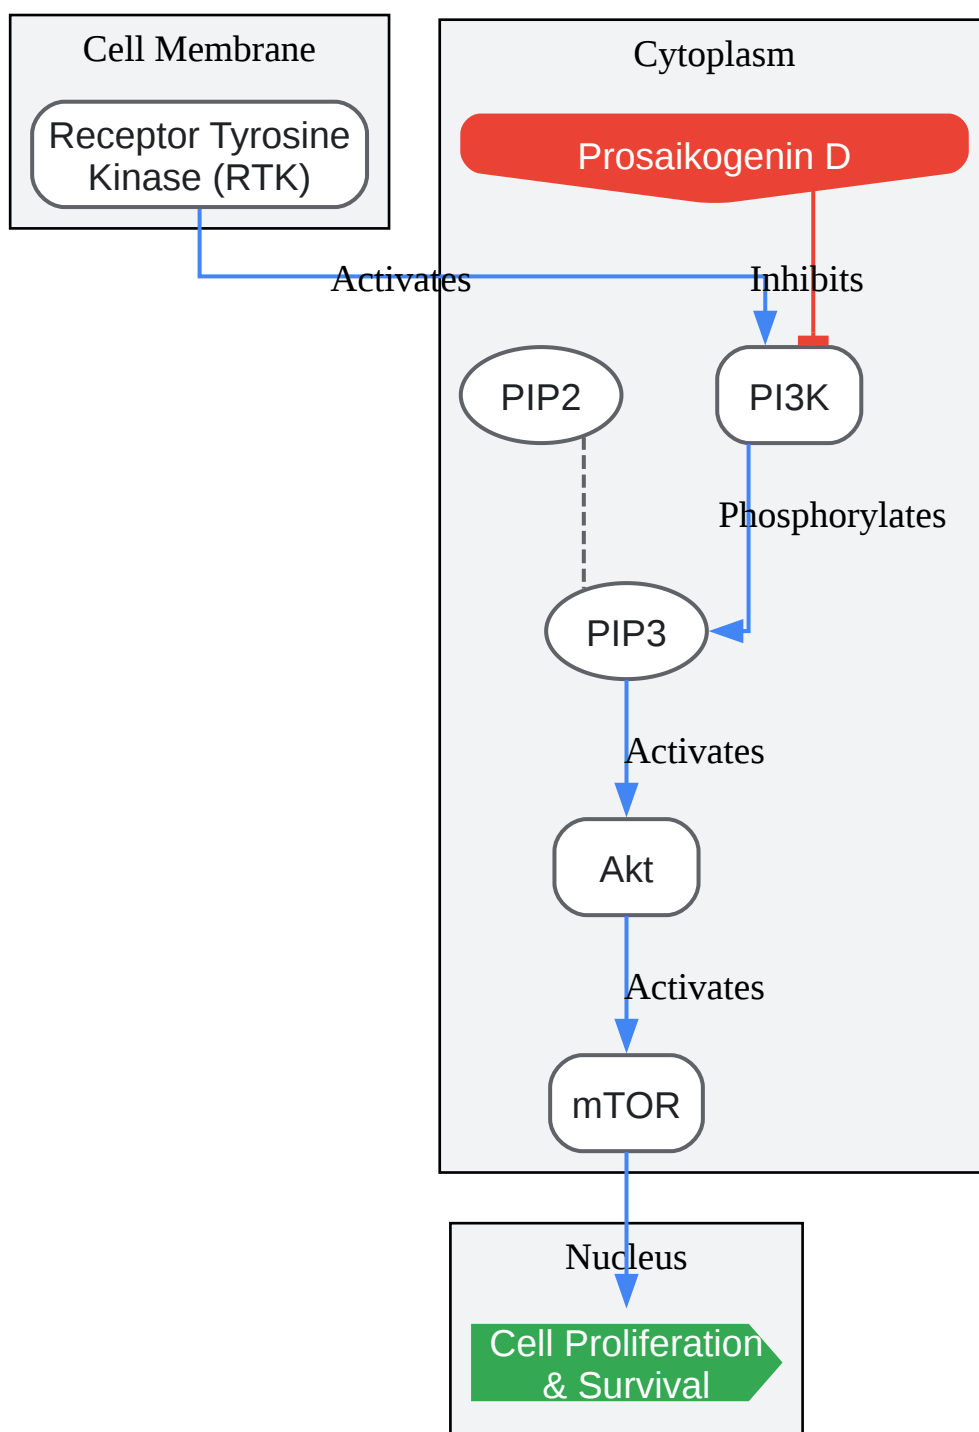 Cell Membrane
Receptor Tyrosine
Kinase (RTK)
Cytoplasm
Prosaikogenin D
Activates
Inhibits
PIP2
PI3K
Phosphorylates
PIP3
Activates
Akt
Activates
mTOR
Nucleus
Cell Proliferation
& Survival